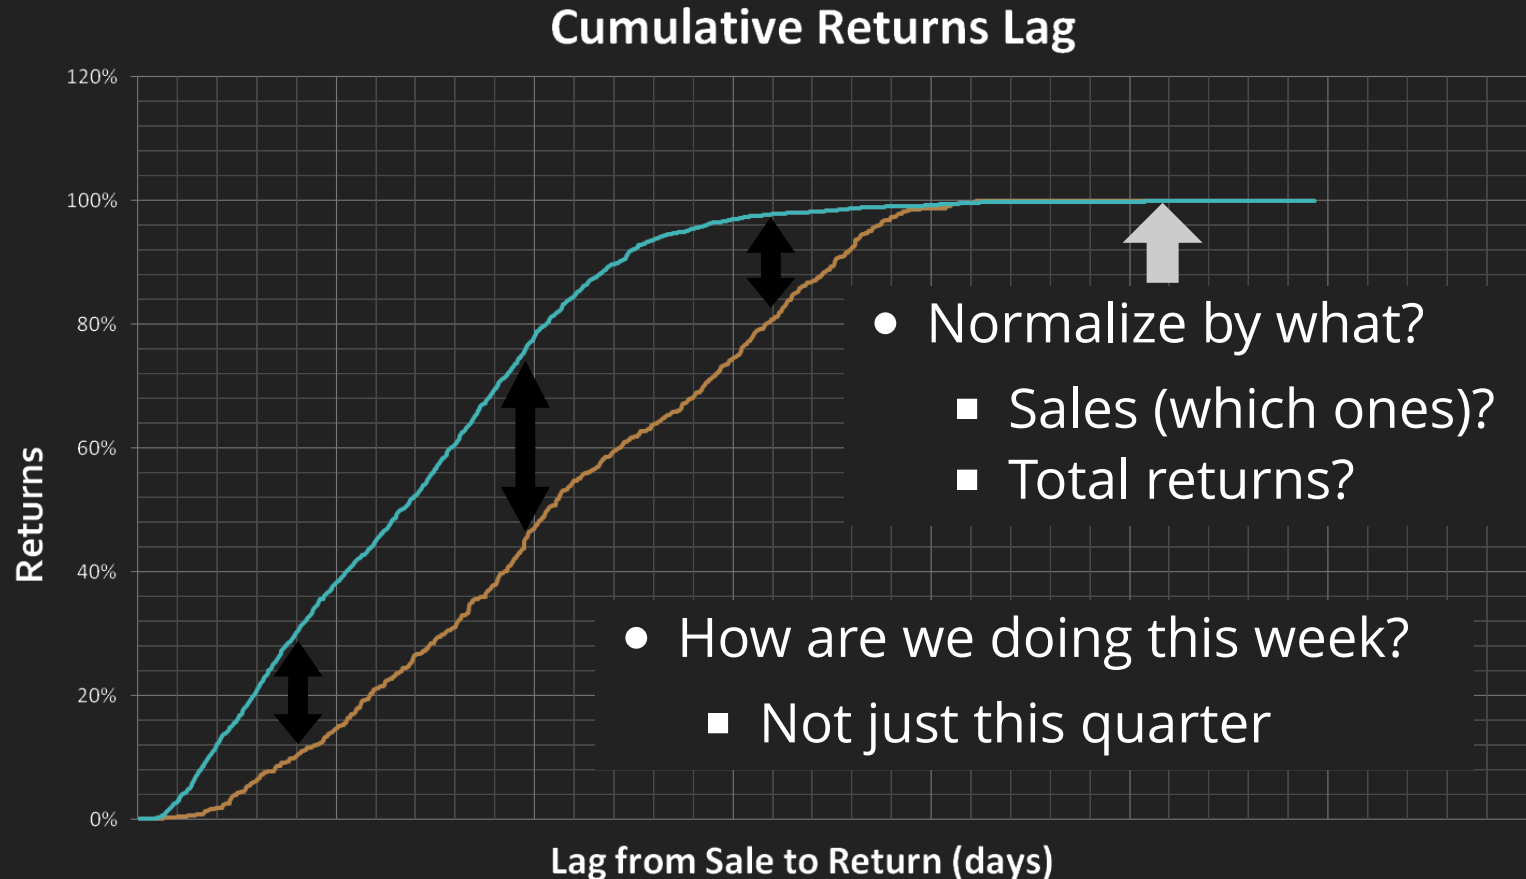 Cumulative Returns Lag
120%
100%
80%
60%
40%
20%
0%
Returns
Normalize by what?
Sales (which ones)?
Total returns?
How are we doing this week?
Not just this quarter
Lag from Sale to Return (days)